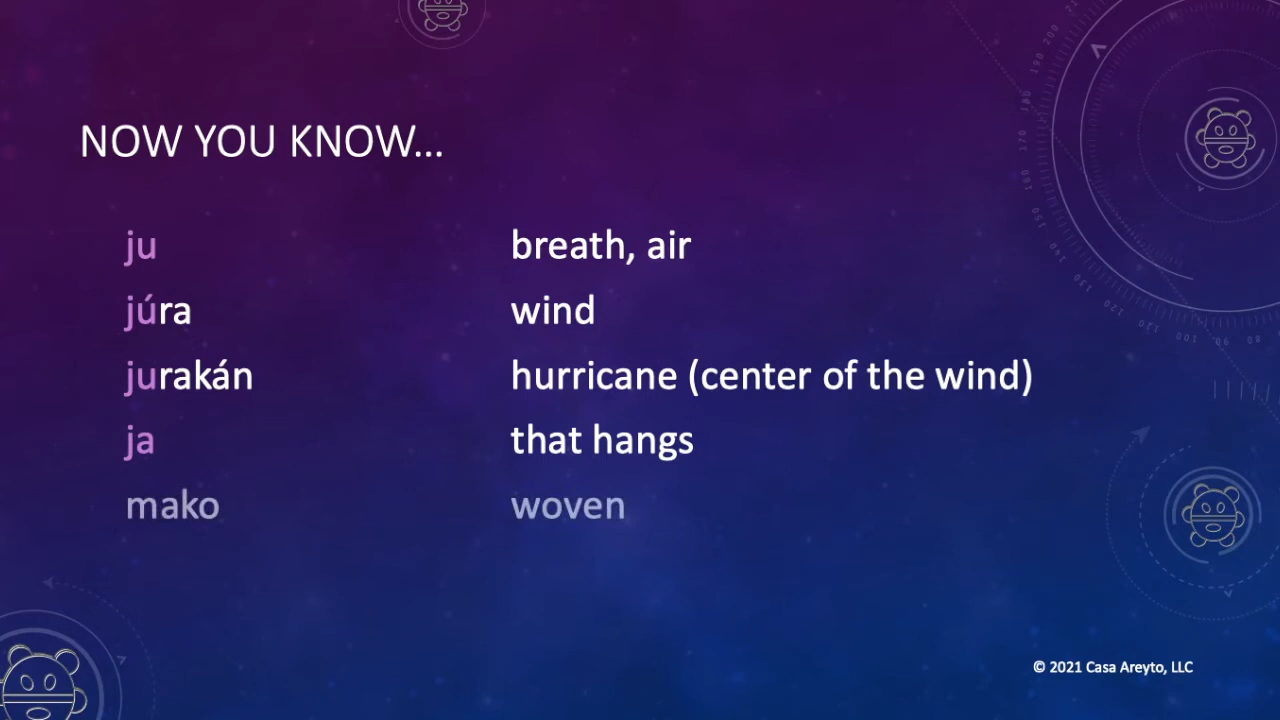 NOW YOU KNOW...
ju breath, air
júra wind
jurakán hurricane (center of the wind)
ja that hangs
mako woven
© 2021 Casa Areyto, LLC